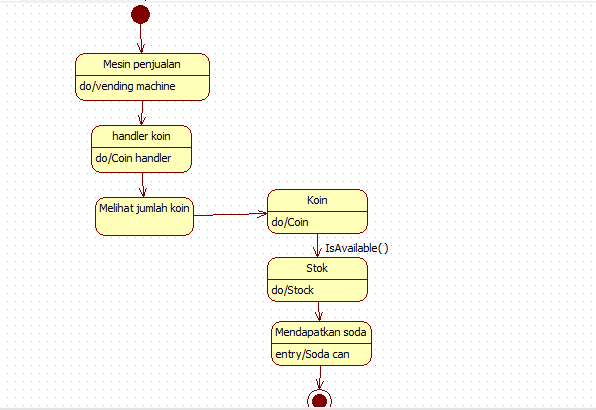 Mesin penjualan
do/vending machine
handler koin
do/Coin handler
Melihat jumlah koin
Koin
do/Coin
IsAvailable( )
Stok
do/Stock
Mendapatkan soda
entry/Soda can